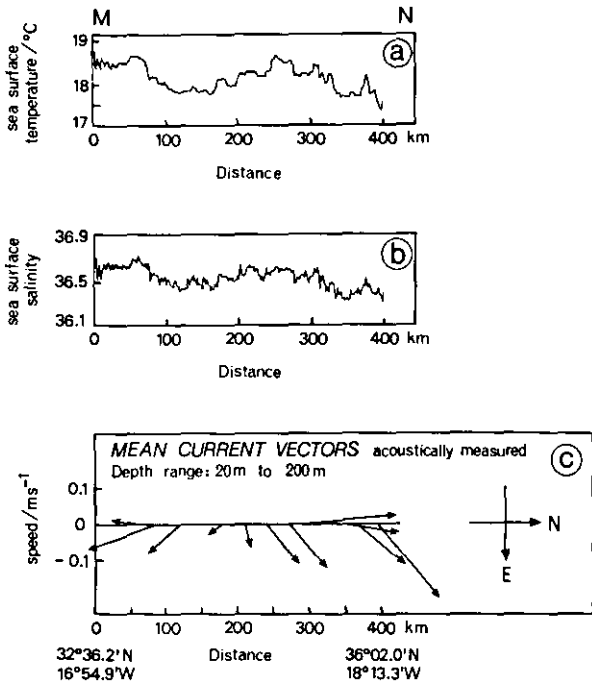 M N
sea surface
temperature /°C
19
18
17
a
0 100 200 300 400 km
Distance
sea surface
salinity
36.9
36.5
36.1
b
0 100 200 300 400 km
Distance
MEAN CURRENT VECTORS acoustically measured
Depth range: 20m to 200m
c
speed/ms⁻¹
0.1
0
-0.1
N
E
0 100 200 300 400 km
32°36.2'N Distance 36°02.0'N
16°54.9'W 18°13.3'W